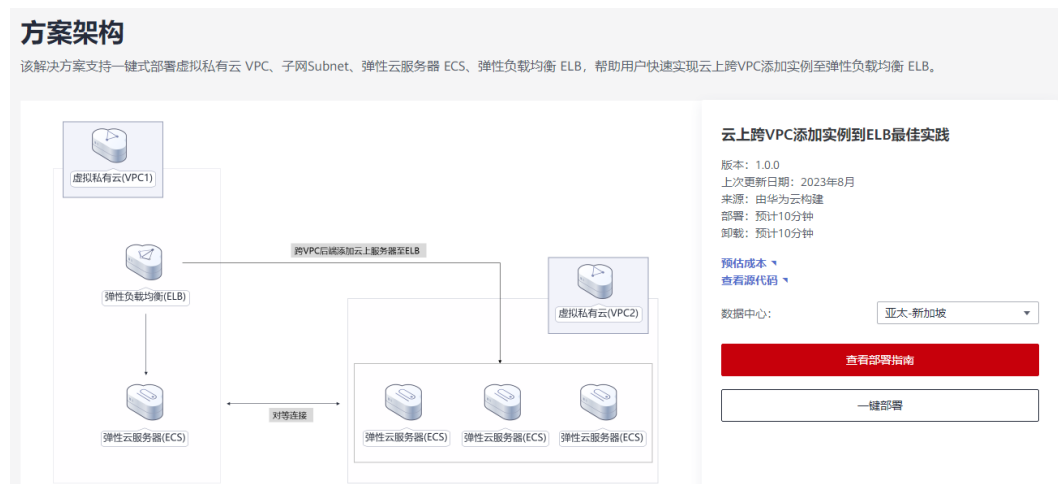 方案架构
该解决方案支持一键式部署虚拟私有云 VPC、子网Subnet、弹性云服务器 ECS、弹性负载均衡 ELB，帮助用户快速实现云上跨VPC添加实例至弹性负载均衡 ELB。
虚拟私有云(VPC1)
跨VPC后端添加云上服务器至ELB
弹性负载均衡(ELB)
虚拟私有云(VPC2)
对等连接
弹性云服务器(ECS)
弹性云服务器(ECS)
弹性云服务器(ECS)
弹性云服务器(ECS)
云上跨VPC添加实例到ELB最佳实践
版本：1.0.0
上次更新日期：2023年8月
来源：由华为云构建
部署：预计10分钟
卸载：预计10分钟
预估成本
查看源代码
数据中心：
亚太-新加坡
查看部署指南
一键部署